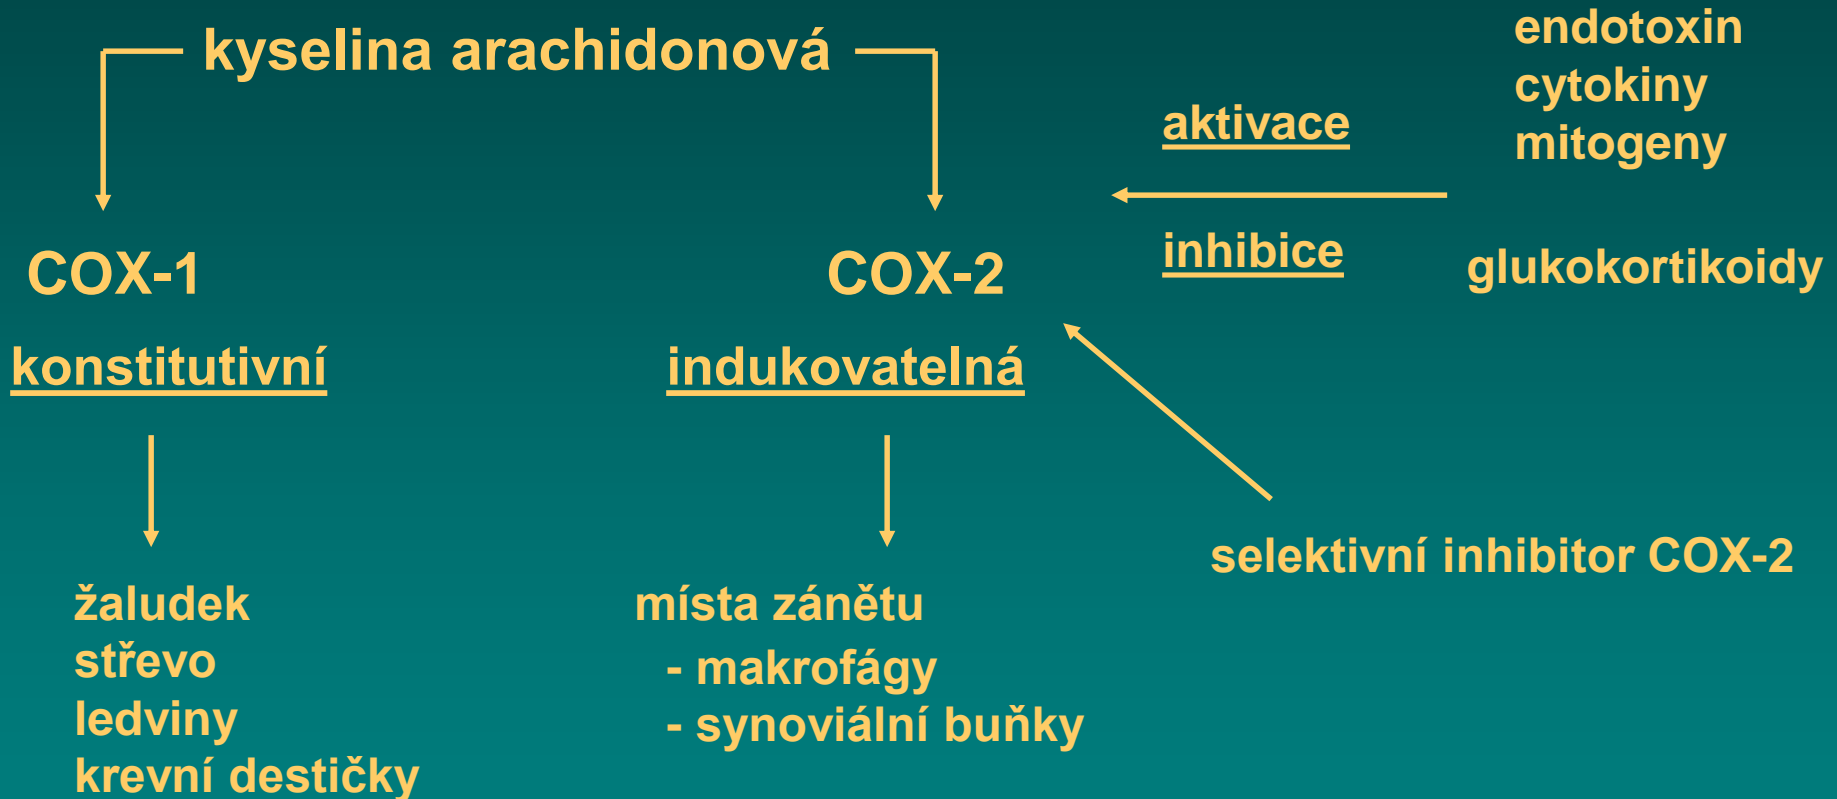 kyselina arachidonová
endotoxin
cytokiny
mitogeny
aktivace
inhibice
glukokortikoidy
COX-1
COX-2
konstitutivní
indukovatelná
selektivní inhibitor COX-2
žaludek
střevo
ledviny
krevní destičky
místa zánětu
- makrofágy
- synoviální buňky